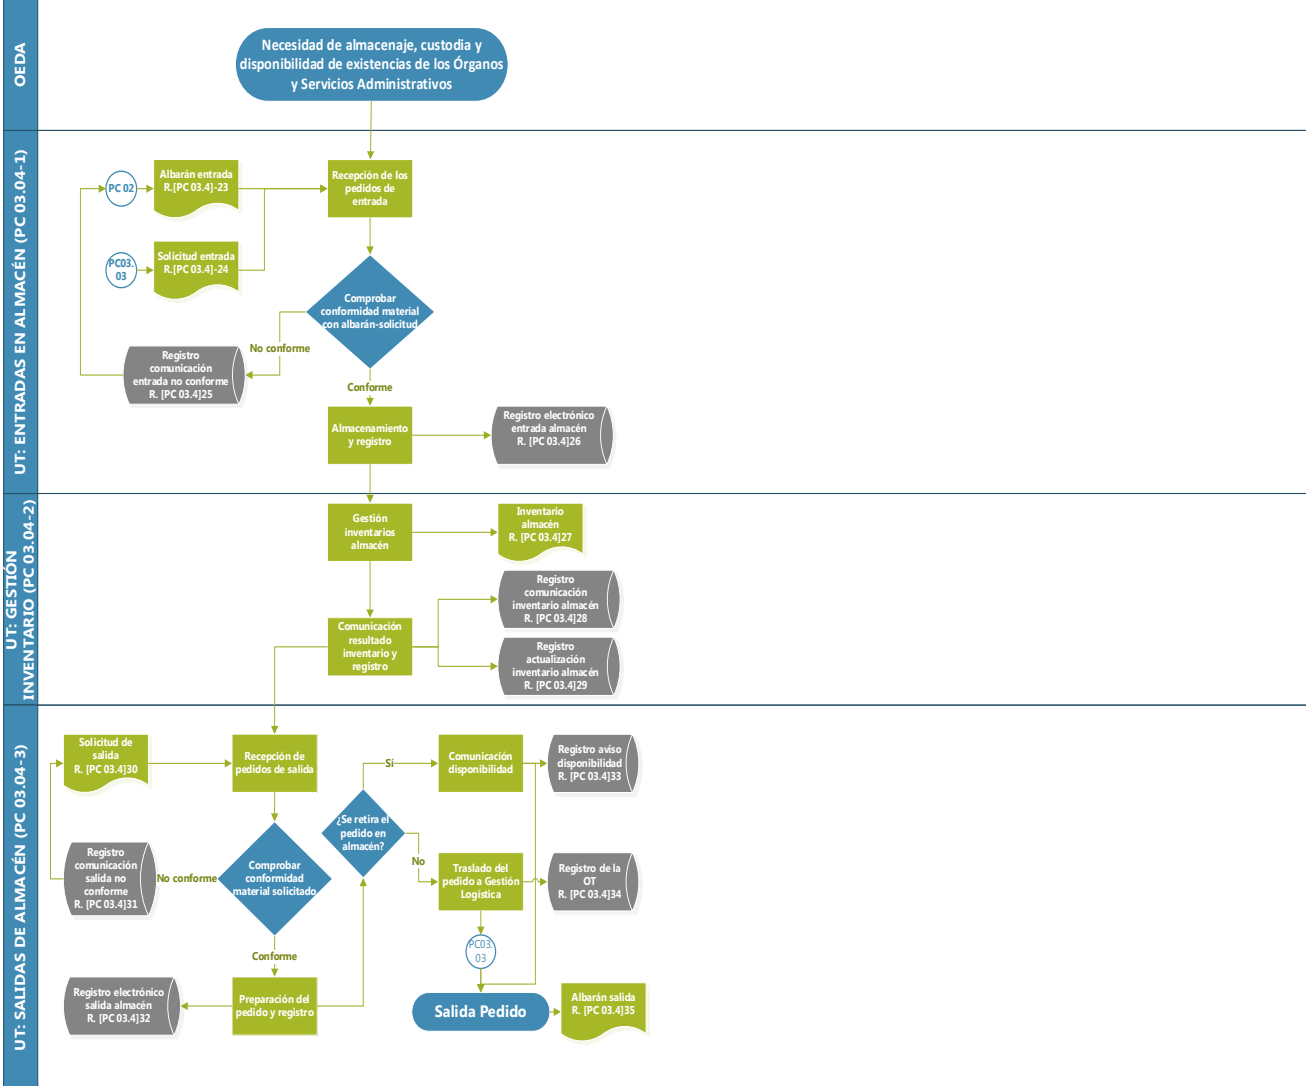 OEDA
Necesidad de almacenaje, custodia y
disponibilidad de existencias de los Órganos
y Servicios Administrativos
UT: ENTRADAS EN ALMACÉN (PC 03.04-1)
PC 02
Albarán entrada
R.[PC 03.4]-23
Recepción de los
pedidos de
entrada
PC03.
03
Solicitud entrada
R.[PC 03.4]-24
Comprobar
conformidad material
con albarán-solicitud
No conforme
Registro
comunicación
entrada no conforme
R. [PC 03.4]25
Conforme
Almacenamiento
y registro
Registro electrónico
entrada almacén
R. [PC 03.4]26
UT: GESTIÓN
INVENTARIO (PC 03.04-2)
Gestión
inventarios
almacén
Inventario
almacén
R. [PC 03.4]27
Registro
comunicación
inventario almacén
R. [PC 03.4]28
Comunicación
resultado
inventario y
registro
Registro
actualización
inventario almacén
R. [PC 03.4]29
UT: SALIDAS DE ALMACÉN (PC 03.04-3)
Solicitud de
salida
R. [PC 03.4]30
Recepción de
pedidos de salida
Sí
Comunicación
disponibilidad
Registro aviso
disponibilidad
R. [PC 03.4]33
¿Se retira el
pedido en
almacén?
No
Registro
comunicación
salida no
conforme
R. [PC 03.4]31
No conforme
Comprobar
conformidad
material solicitado
Traslado del
pedido a Gestión
Logística
Registro de la
OT
R. [PC 03.4]34
Conforme
PC03.
03
Registro electrónico
salida almacén
R. [PC 03.4]32
Preparación del
pedido y registro
Salida Pedido
Albarán salida
R. [PC 03.4]35